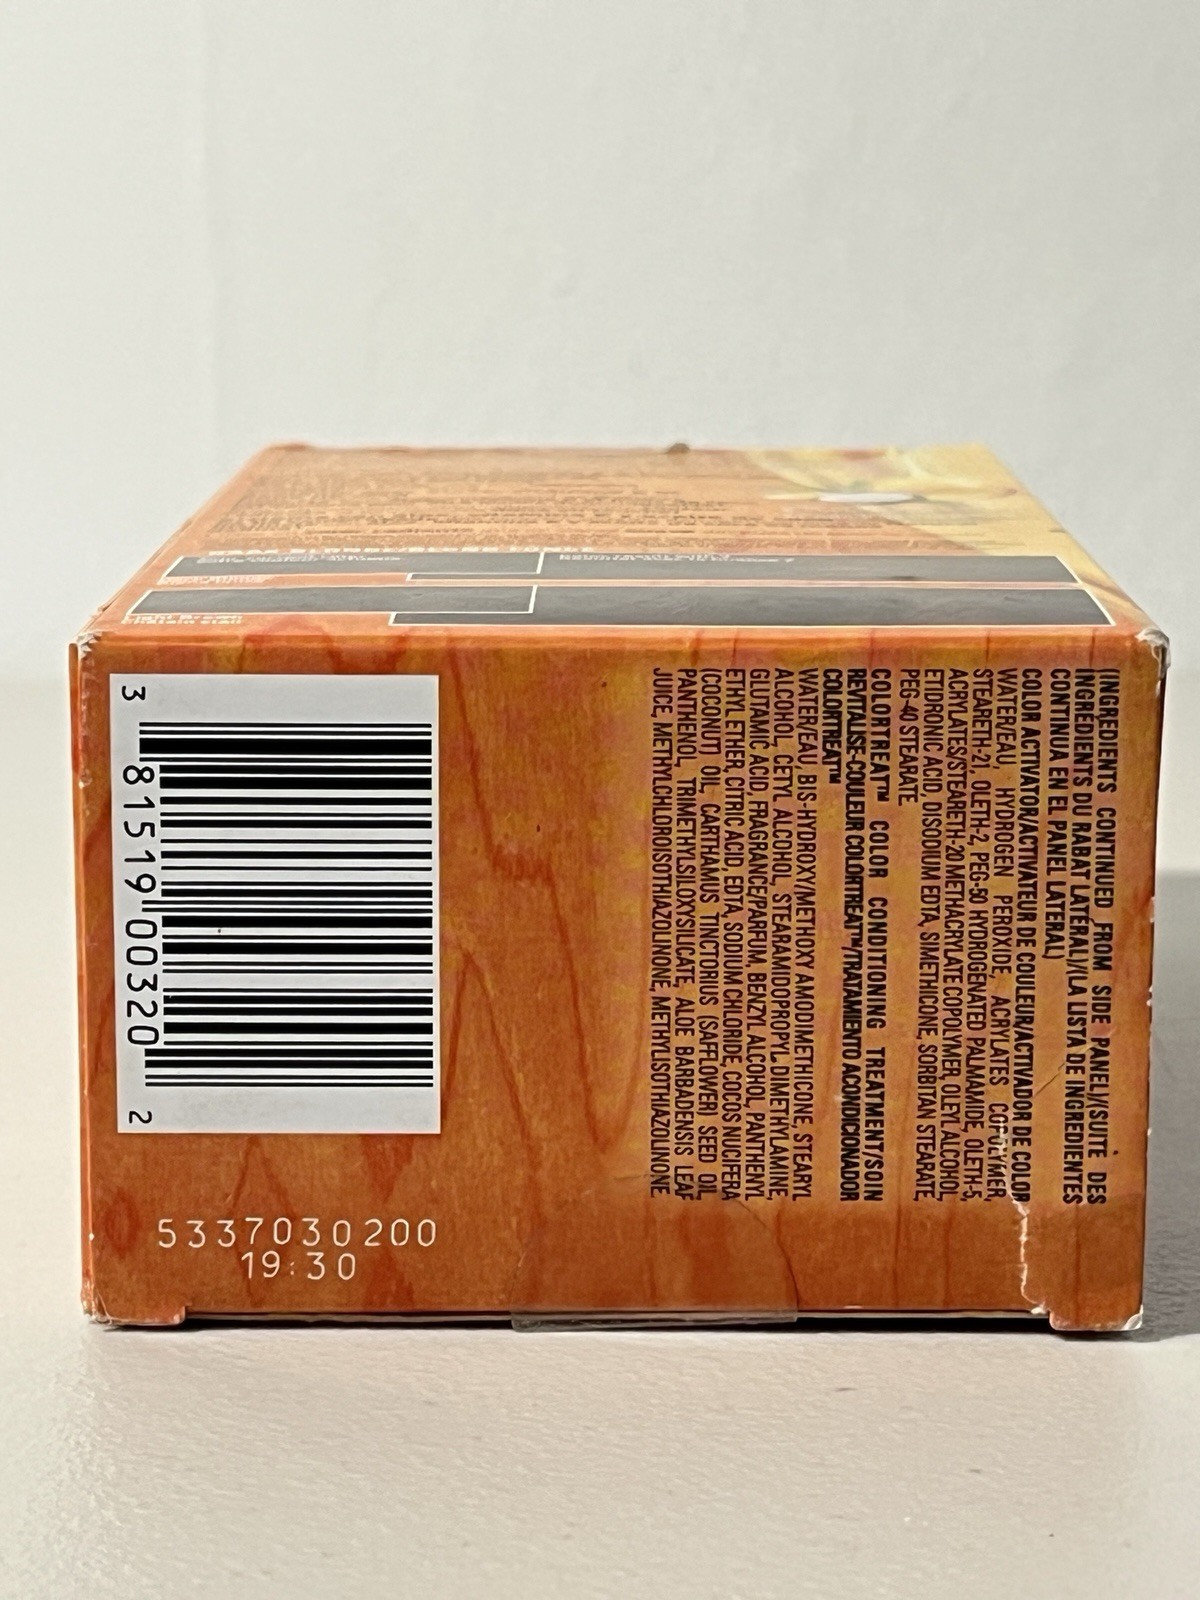 Light Brown
Châtain clair
(INGREDIENTS CONTINUED FROM SIDE PANEL)/(SUITE DES
INGRÉDIENTS DU RABAT LATÉRAL)/(LA LISTA DE INGREDIENTES
CONTINUA EN EL PANEL LATERAL)
COLOR ACTIVATOR/ACTIVATEUR DE COULEUR/ACTIVADOR DE COLOR
WATER/EAU, HYDROGEN PEROXIDE, ACRYLATES COPOLYMER,
STEARETH-21, OLETH-2, PEG-50 HYDROGENATED PALMAMIDE, OLETH-5,
ACRYLATES/STEARETH-20 METHACRYLATE COPOLYMER, OLEYL ALCOHOL,
ETIDRONIC ACID, DISODIUM EDTA, SIMETHICONE, SORBITAN STEARATE,
PEG-40 STEARATE.
COLORTREAT™ COLOR CONDITIONING TREATMENT/SOIN
REVITALISE-COULEUR COLORTREAT™/TRATAMIENTO ACONDICIONADOR
COLORTREAT™
WATER/EAU, BIS-HYDROXY/METHOXY AMODIMETHICONE, STEARYL
ALCOHOL, CETYL ALCOHOL, STEARAMIDOPROPYL DIMETHYLAMINE,
GLUTAMIC ACID, FRAGRANCE/PARFUM, BENZYL ALCOHOL, PANTHENYL
ETHYL ETHER, CITRIC ACID, EDTA, SODIUM CHLORIDE, COCOS NUCIFERA
(COCONUT) OIL, CARTHAMUS TINCTORIUS (SAFFLOWER) SEED OIL,
PANTHENOL, TRIMETHYLSILOXYSILICATE, ALOE BARBADENSIS LEAF
JUICE, METHYLCHLOROISOTHIAZOLINONE, METHYLISOTHIAZOLINONE.
3 81519 00320 2
5337030200
19:30